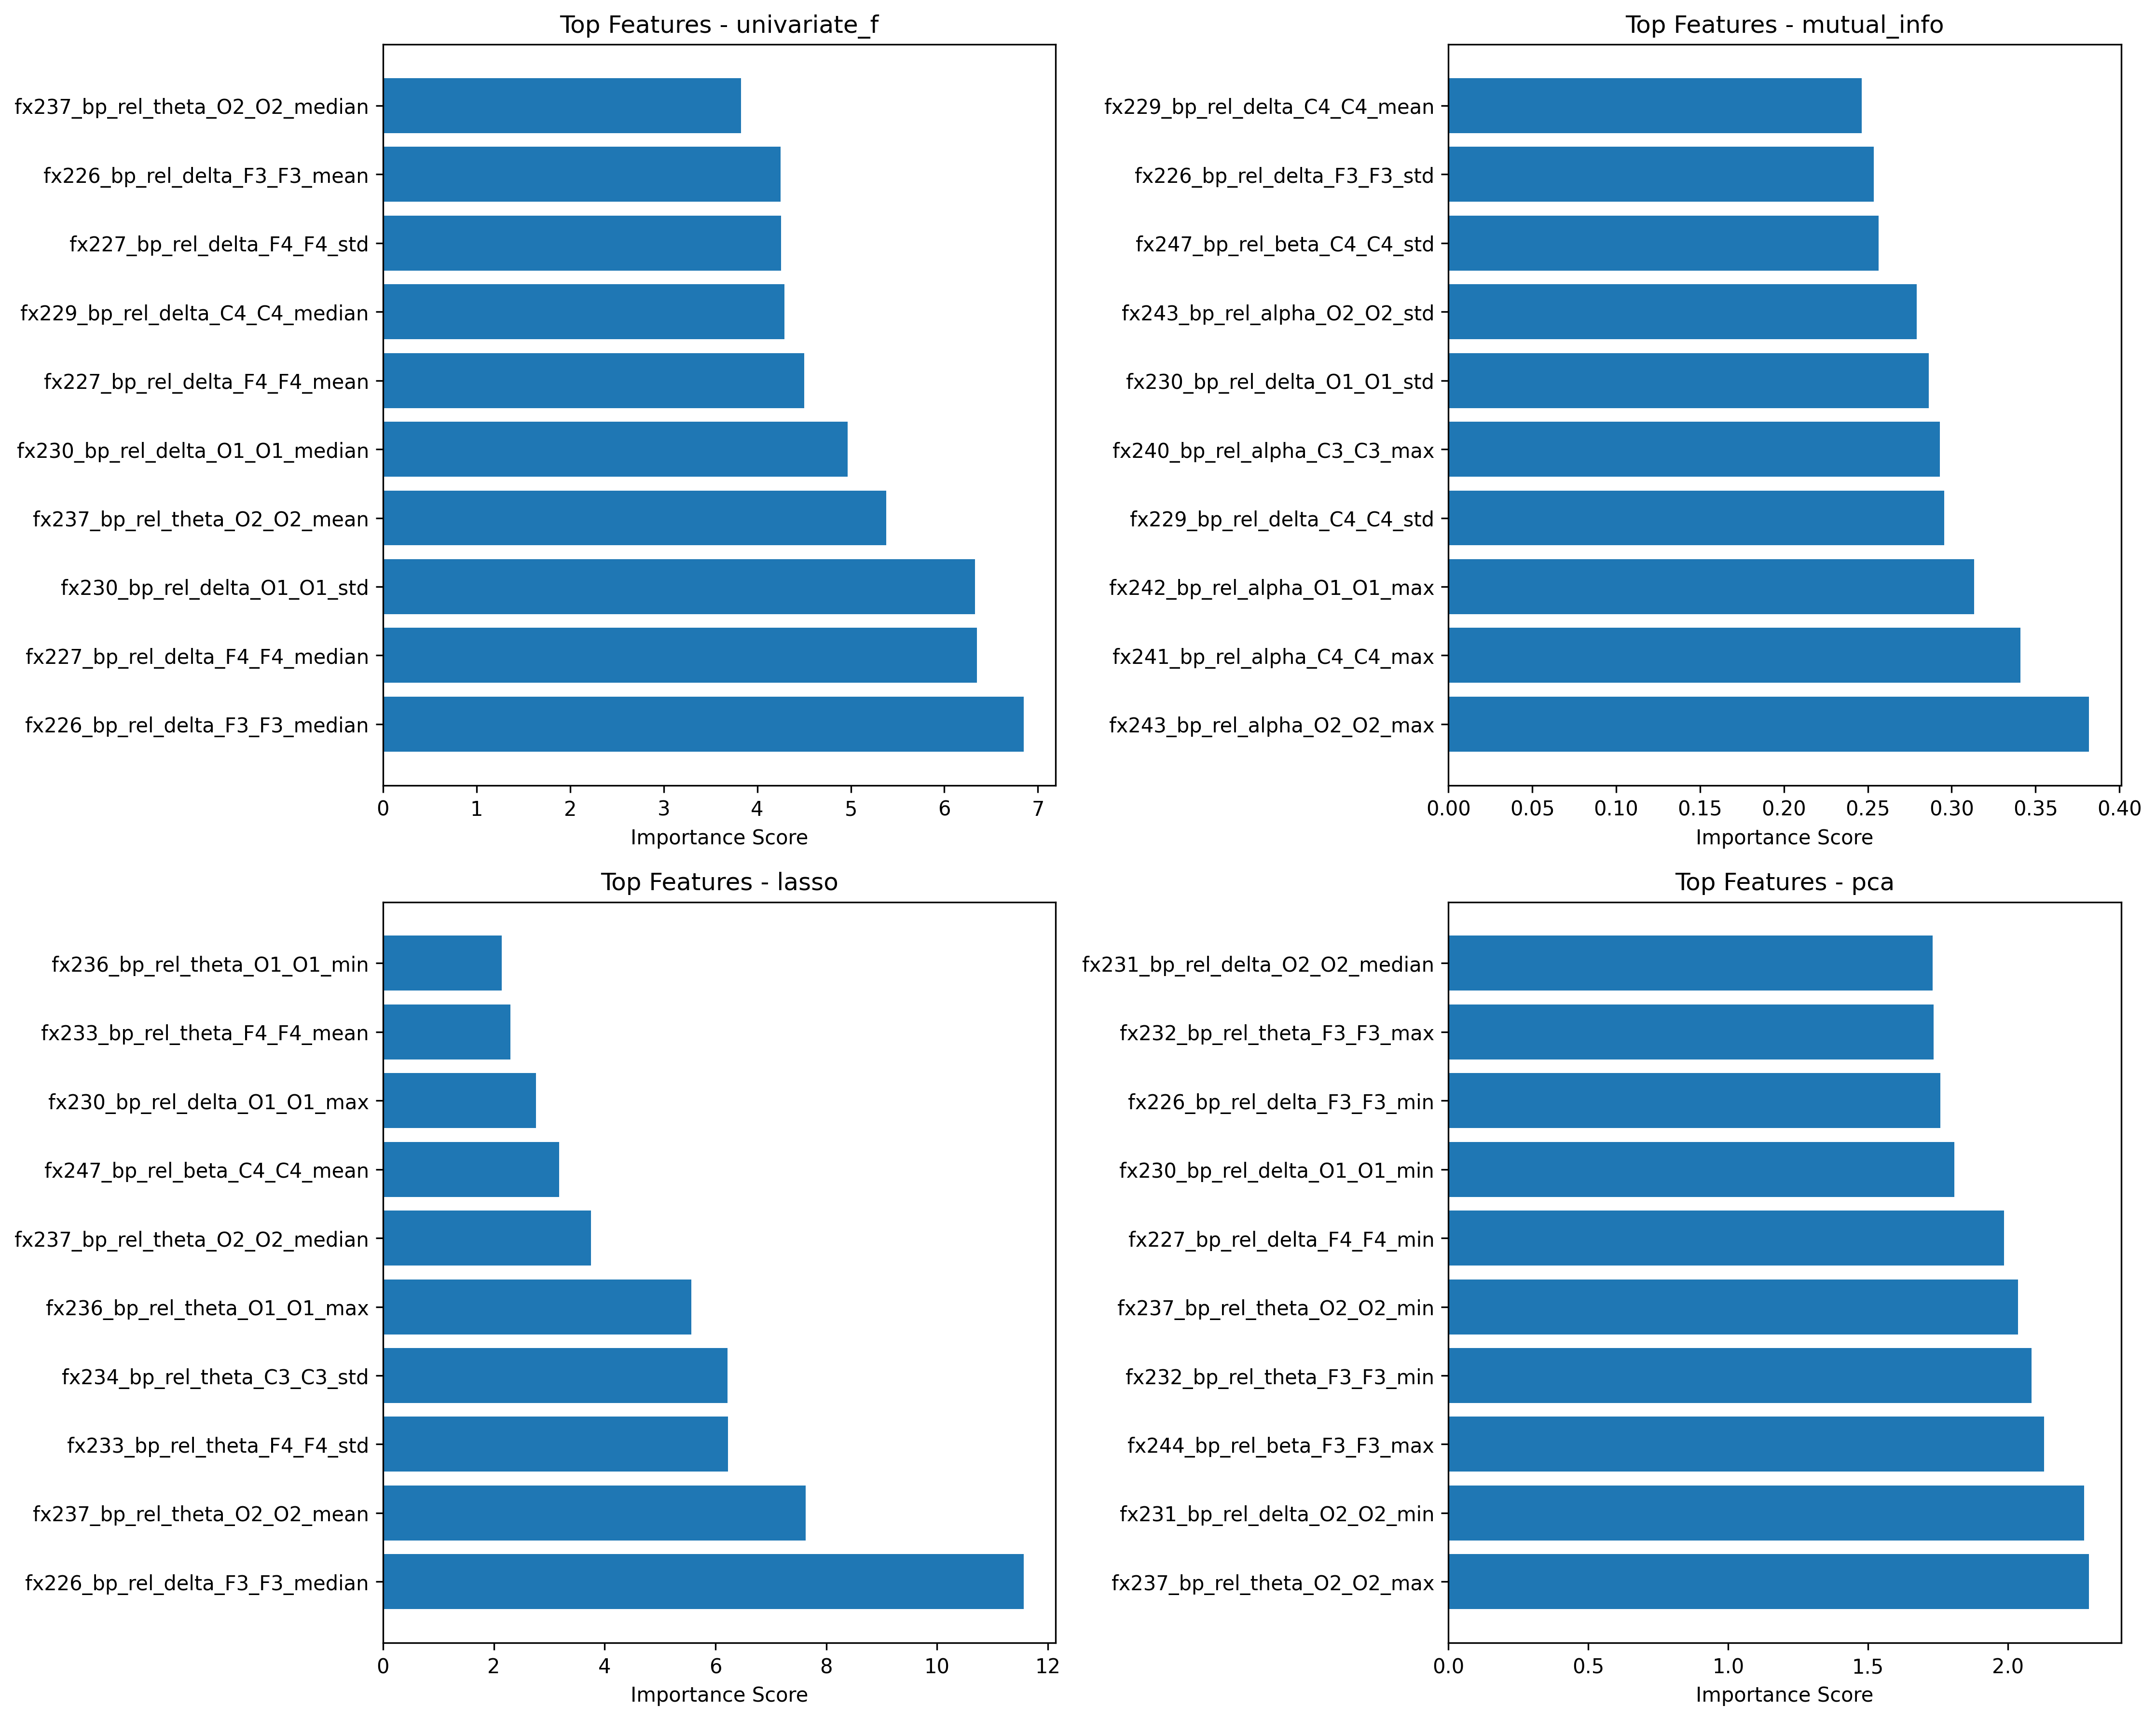 Top Features - univariate_f
fx237_bp_rel_theta_O2_O2_median
fx226_bp_rel_delta_F3_F3_mean
fx227_bp_rel_delta_F4_F4_std
fx229_bp_rel_delta_C4_C4_median
fx227_bp_rel_delta_F4_F4_mean
fx230_bp_rel_delta_O1_O1_median
fx237_bp_rel_theta_O2_O2_mean
fx230_bp_rel_delta_O1_O1_std
fx227_bp_rel_delta_F4_F4_median
fx226_bp_rel_delta_F3_F3_median
0 1 2 3 4 5 6 7
Importance Score
Top Features - mutual_info
fx229_bp_rel_delta_C4_C4_mean
fx226_bp_rel_delta_F3_F3_std
fx247_bp_rel_beta_C4_C4_std
fx243_bp_rel_alpha_O2_O2_std
fx230_bp_rel_delta_O1_O1_std
fx240_bp_rel_alpha_C3_C3_max
fx229_bp_rel_delta_C4_C4_std
fx242_bp_rel_alpha_O1_O1_max
fx241_bp_rel_alpha_C4_C4_max
fx243_bp_rel_alpha_O2_O2_max
0.00 0.05 0.10 0.15 0.20 0.25 0.30 0.35 0.40
Importance Score
Top Features - lasso
fx236_bp_rel_theta_O1_O1_min
fx233_bp_rel_theta_F4_F4_mean
fx230_bp_rel_delta_O1_O1_max
fx247_bp_rel_beta_C4_C4_mean
fx237_bp_rel_theta_O2_O2_median
fx236_bp_rel_theta_O1_O1_max
fx234_bp_rel_theta_C3_C3_std
fx233_bp_rel_theta_F4_F4_std
fx237_bp_rel_theta_O2_O2_mean
fx226_bp_rel_delta_F3_F3_median
0 2 4 6 8 10 12
Importance Score
Top Features - pca
fx231_bp_rel_delta_O2_O2_median
fx232_bp_rel_theta_F3_F3_max
fx226_bp_rel_delta_F3_F3_min
fx230_bp_rel_delta_O1_O1_min
fx227_bp_rel_delta_F4_F4_min
fx237_bp_rel_theta_O2_O2_min
fx232_bp_rel_theta_F3_F3_min
fx244_bp_rel_beta_F3_F3_max
fx231_bp_rel_delta_O2_O2_min
fx237_bp_rel_theta_O2_O2_max
0.0 0.5 1.0 1.5 2.0
Importance Score